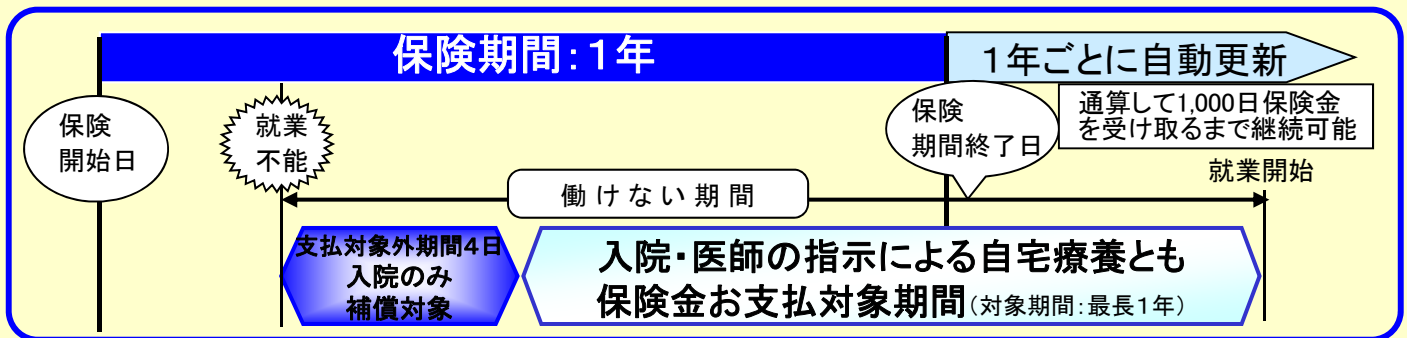 保険期間:1年
1年ごとに自動更新
保険
開始日
就業
不能
保険
期間終了日
通算して1,000日保険金
を受け取るまで継続可能
就業開始
働けない期間
支払対象外期間4日
入院のみ
補償対象
入院・医師の指示による自宅療養とも
保険金お支払対象期間(対象期間:最長1年)